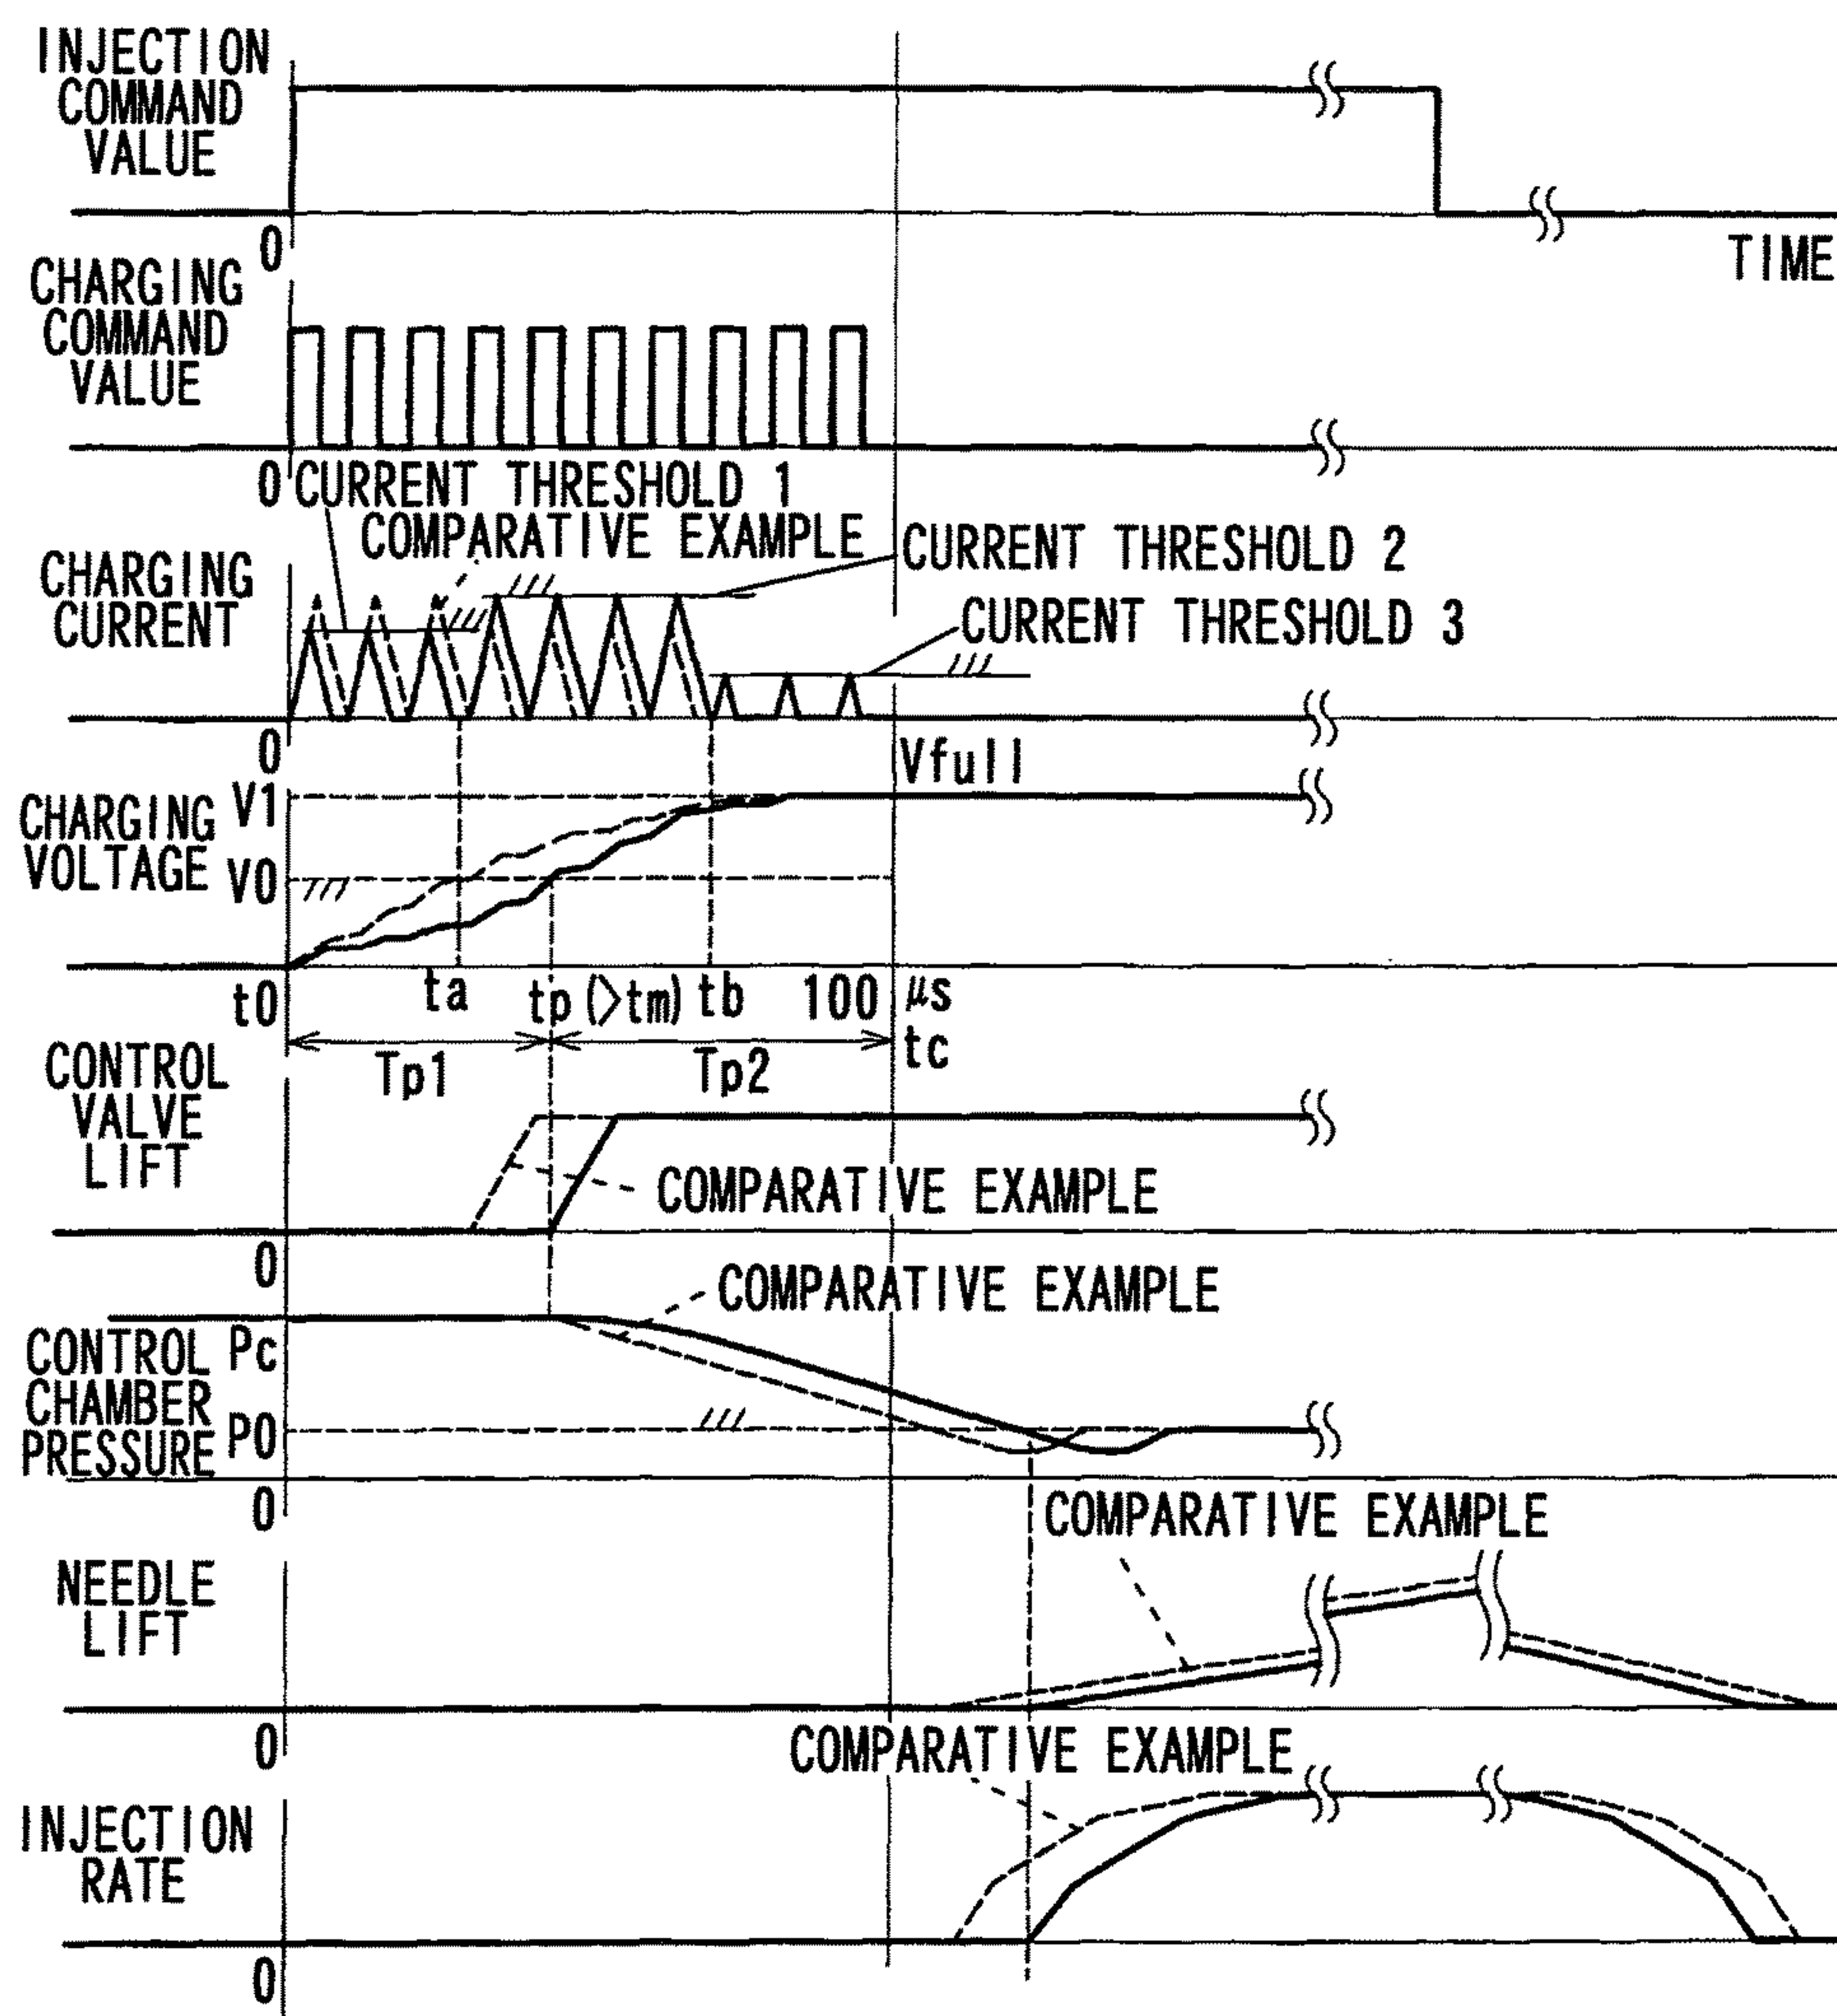 INJECTION
COMMAND
VALUE
0
TIME
CHARGING
COMMAND
VALUE
0
CURRENT THRESHOLD 1
COMPARATIVE EXAMPLE
CURRENT THRESHOLD 2
CHARGING
CURRENT
CURRENT THRESHOLD 3
0
Vfull
V1
CHARGING
VOLTAGE
V0
t0
ta
tp(>tm)
tb
100 μs
tc
Tp1
Tp2
CONTROL
VALVE
LIFT
COMPARATIVE EXAMPLE
0
COMPARATIVE EXAMPLE
CONTROL
CHAMBER
PRESSURE
Pc
P0
0
COMPARATIVE EXAMPLE
NEEDLE
LIFT
0
COMPARATIVE EXAMPLE
INJECTION
RATE
0